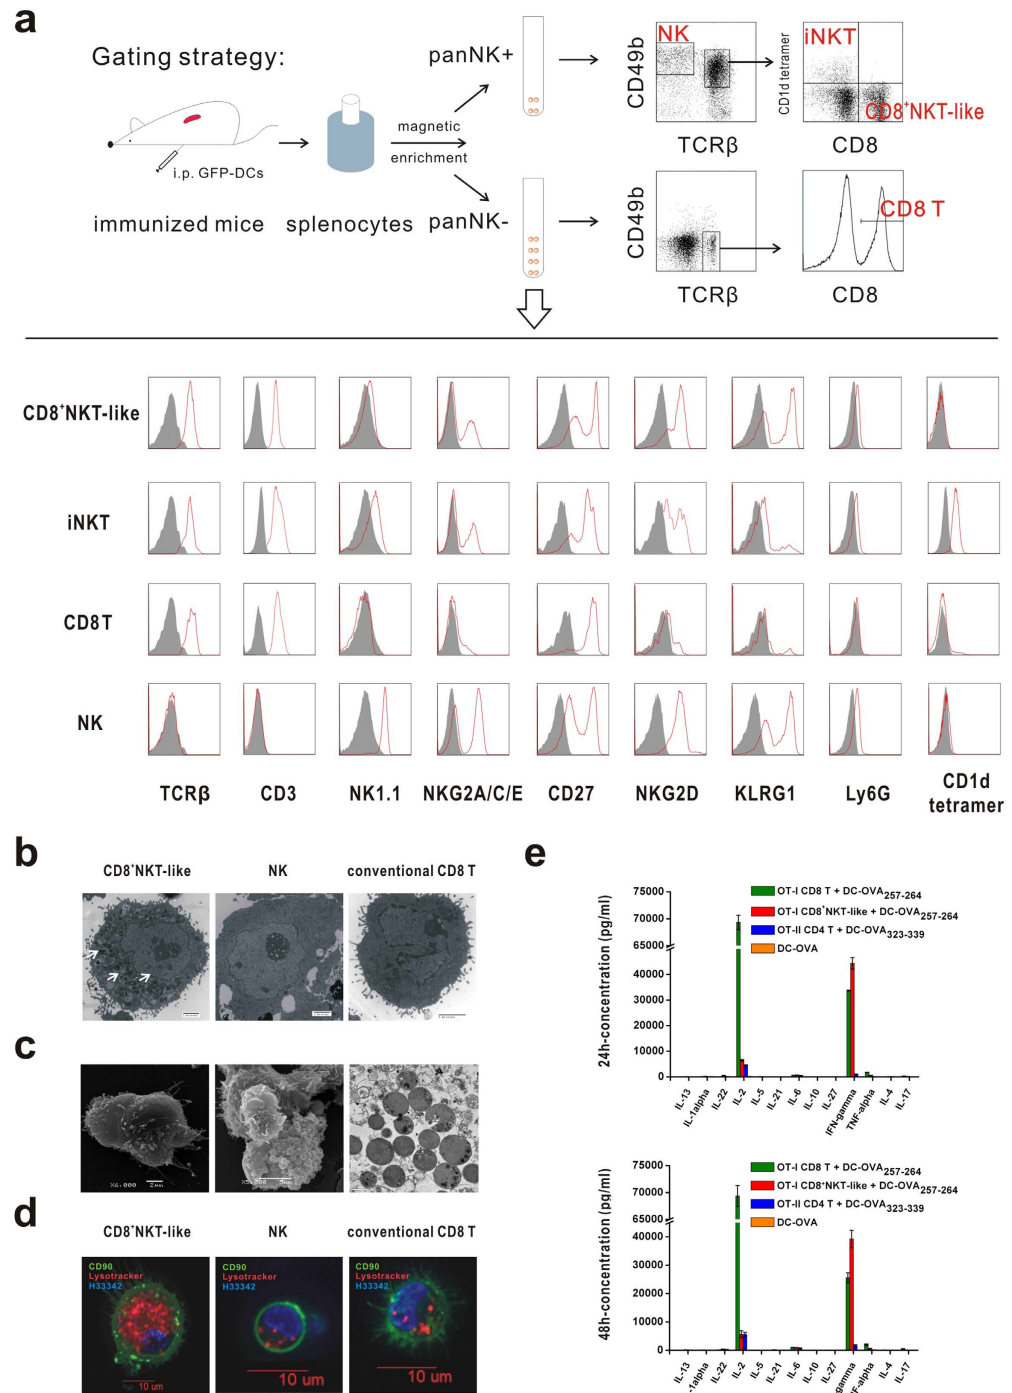 a
Gating strategy:
i.p. GFP-DCs
immunized mice
splenocytes
magnetic
enrichment
panNK+
panNK-
CD49b
NK
TCRβ
CD1d tetramer
iNKT
CD8⁺NKT-like
CD8
CD49b
TCRβ
CD8 T
CD8
CD8⁺NKT-like
iNKT
CD8T
NK
TCRβ CD3 NK1.1 NKG2A/C/E CD27 NKG2D KLRG1 Ly6G CD1d tetramer
b
CD8⁺NKT-like NK conventional CD8 T
c
X6,000 2μm
d
CD8⁺NKT-like NK conventional CD8 T
CD90 CD90
Lysotracker Lysotracker Lysotracker
H33342 H33342 H33342
10 um 10 um 10 um
e
24h-concentration (pg/ml)
75000
70000
65000
40000
30000
20000
10000
0
OT-I CD8 T + DC-OVA257-264
OT-I CD8⁺NKT-like + DC-OVA257-264
OT-II CD4 T + DC-OVA323-339
DC-OVA
IL-13 IL-1alpha IL-22 IL-2 IL-5 IL-21 IL-6 IL-10 IL-27 IFN-gamma TNF-alpha IL-4 IL-17
48h-concentration (pg/ml)
75000
70000
65000
40000
30000
20000
10000
0
OT-I CD8 T + DC-OVA257-264
OT-I CD8⁺NKT-like + DC-OVA257-264
OT-II CD4 T + DC-OVA323-339
DC-OVA
IL-13 IL-22 IL-2 IL-5 IL-21 IL-6 IL-10 IL-27 gamma IL-4 IL-17